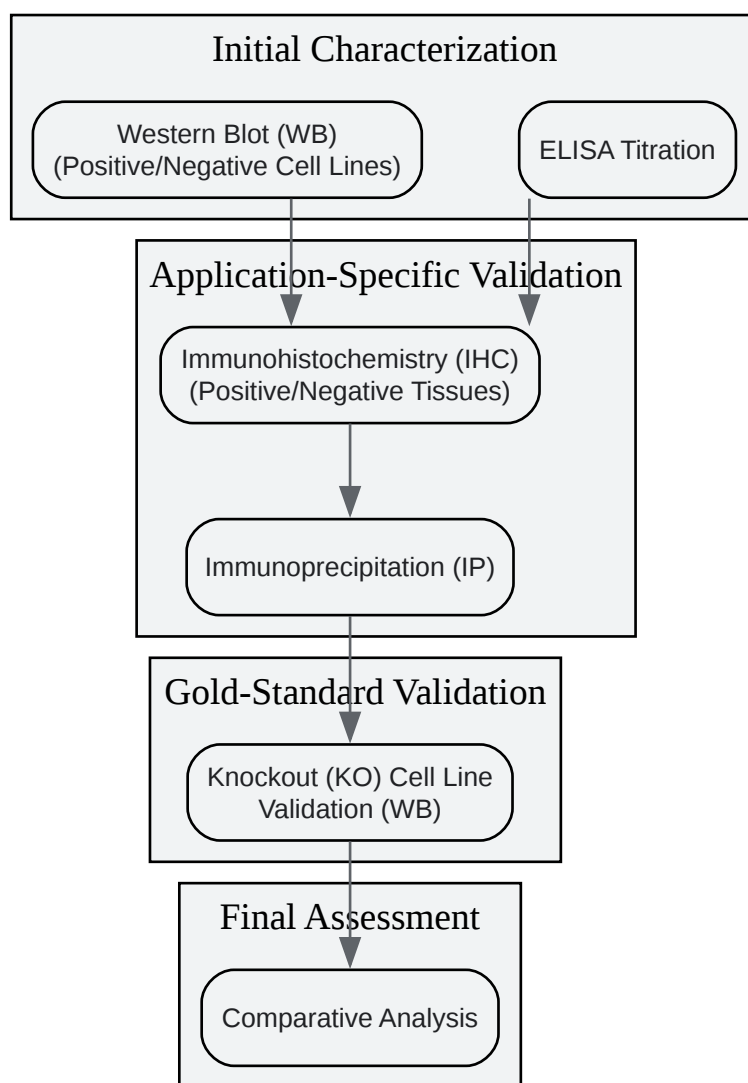 Initial Characterization
Western Blot (WB)
(Positive/Negative Cell Lines)
ELISA Titration
Application-Specific Validation
Immunohistochemistry (IHC)
(Positive/Negative Tissues)
Immunoprecipitation (IP)
Gold-Standard Validation
Knockout (KO) Cell Line
Validation (WB)
Final Assessment
Comparative Analysis